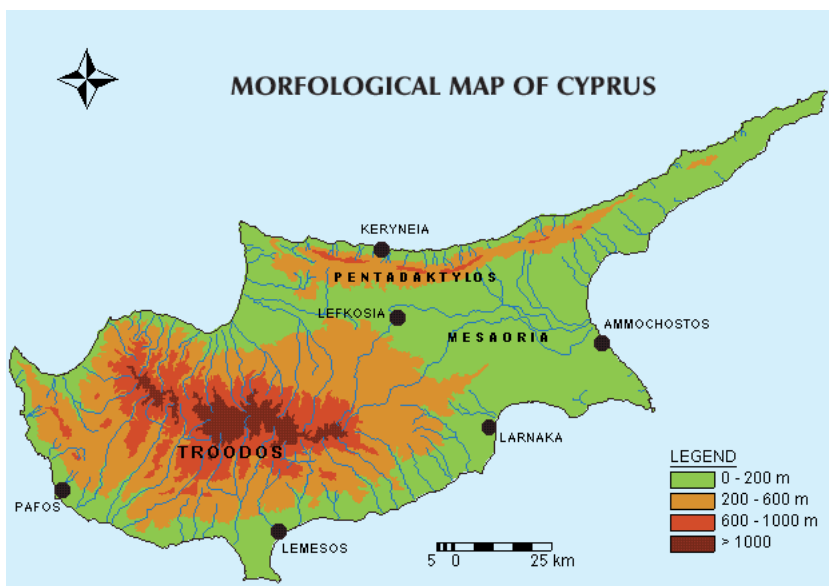 MORFOLOGICAL MAP OF CYPRUS
KERYNEIA
PENTADAKTYLOS
LEFKOSIA
MESAORIA
AMMOCHOSTOS
TROODOS
LARNAKA
PAFOS
LEMESOS
LEGEND
0 - 200 m
200 - 600 m
600 - 1000 m
> 1000
5 0 25 km